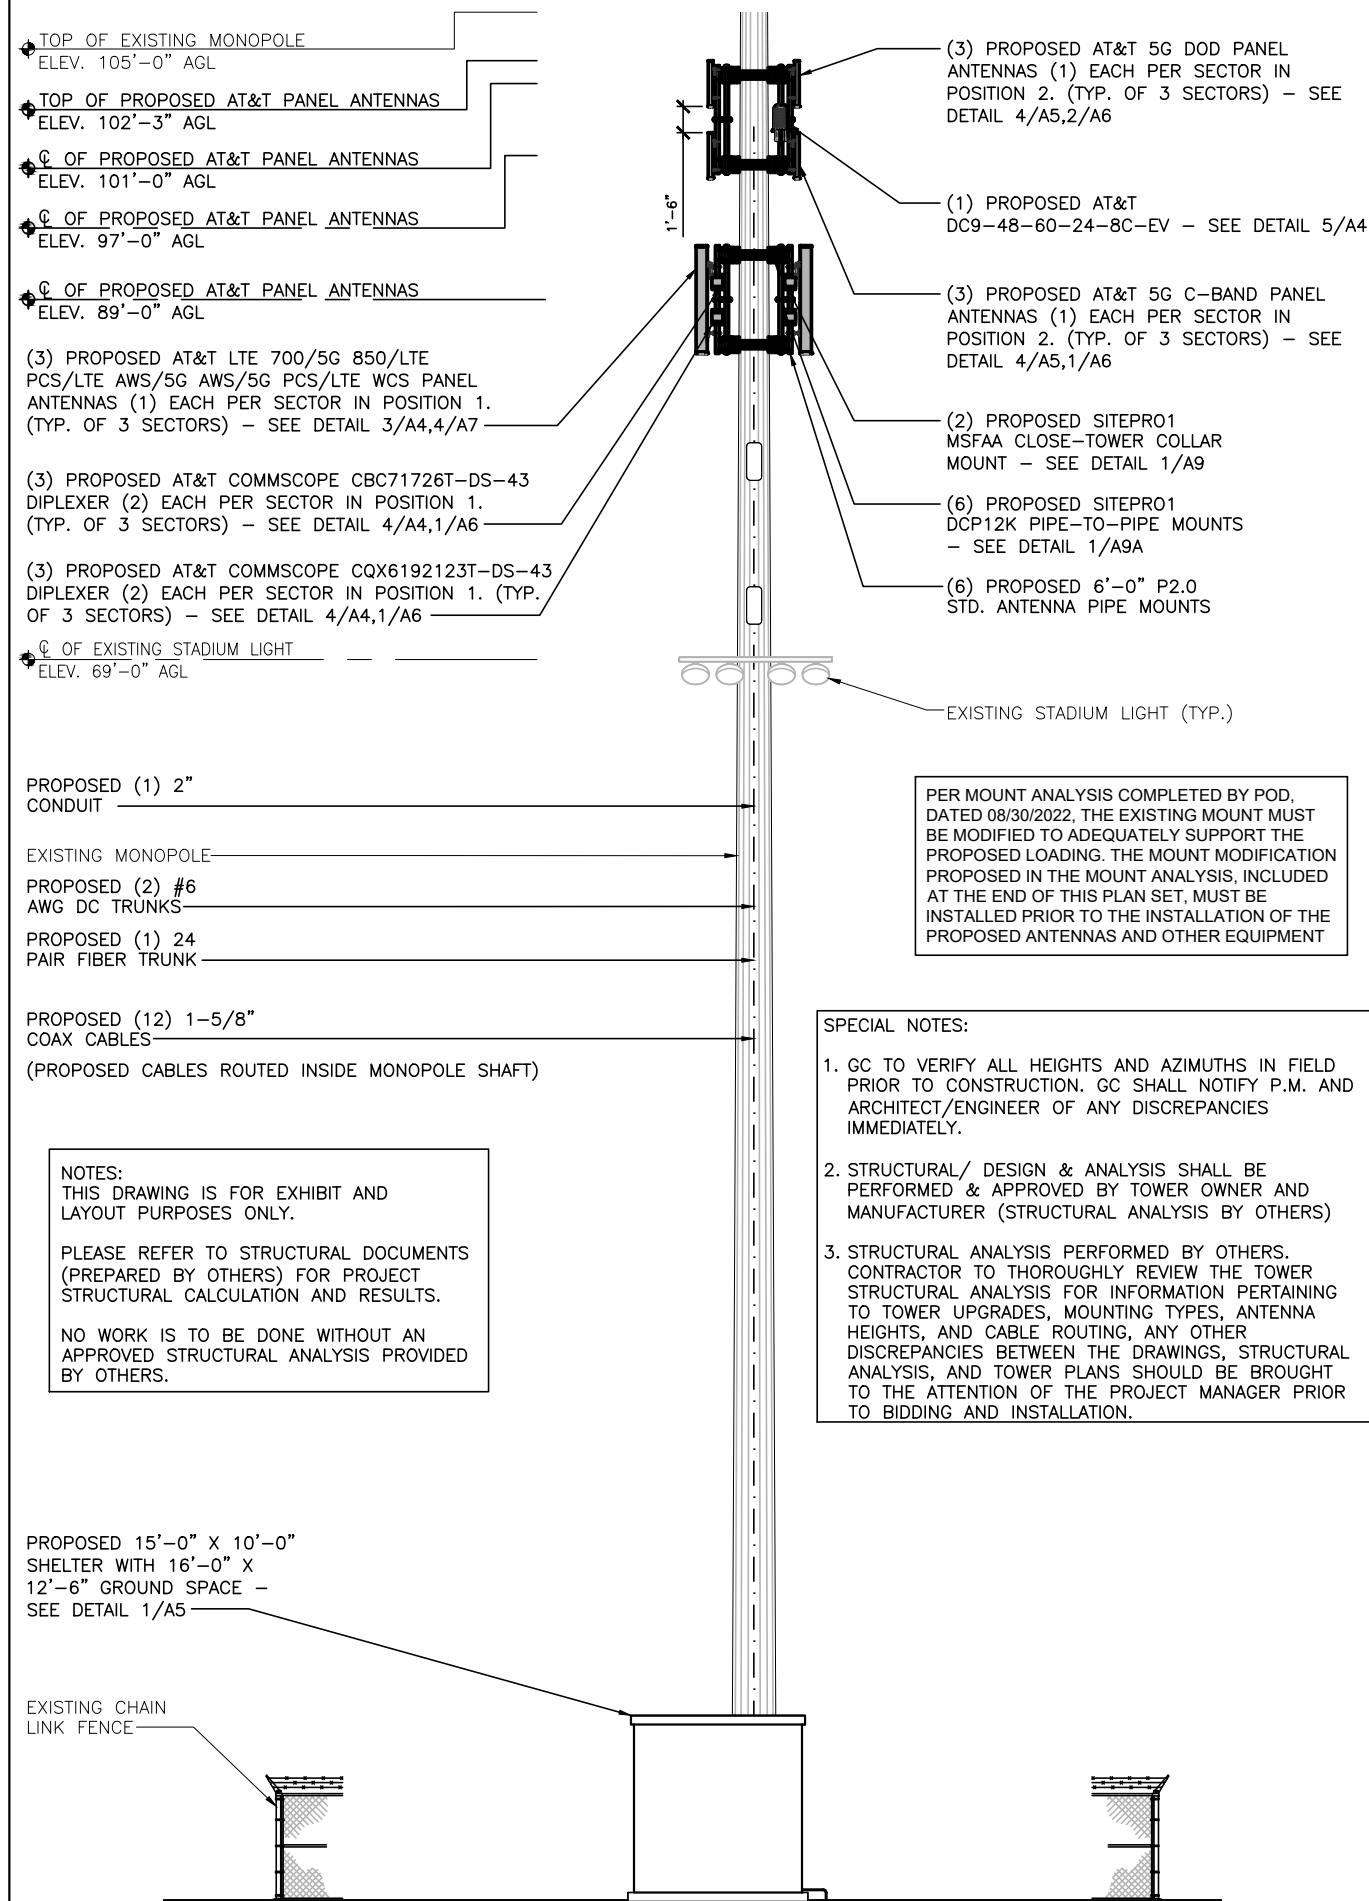 TOP OF EXISTING MONOPOLE
ELEV. 105'-0" AGL
TOP OF PROPOSED AT&T PANEL ANTENNAS
ELEV. 102'-3" AGL
℄ OF PROPOSED AT&T PANEL ANTENNAS
ELEV. 101'-0" AGL
℄ OF PROPOSED AT&T PANEL ANTENNAS
ELEV. 97'-0" AGL
℄ OF PROPOSED AT&T PANEL ANTENNAS
ELEV. 89'-0" AGL
(3) PROPOSED AT&T LTE 700/5G 850/LTE
PCS/LTE AWS/5G AWS/5G PCS/LTE WCS PANEL
ANTENNAS (1) EACH PER SECTOR IN POSITION 1.
(TYP. OF 3 SECTORS) – SEE DETAIL 3/A4,4/A7
(3) PROPOSED AT&T COMMSCOPE CBC71726T-DS-43
DIPLEXER (2) EACH PER SECTOR IN POSITION 1.
(TYP. OF 3 SECTORS) – SEE DETAIL 4/A4,1/A6
(3) PROPOSED AT&T COMMSCOPE CQX6192123T-DS-43
DIPLEXER (2) EACH PER SECTOR IN POSITION 1. (TYP.
OF 3 SECTORS) – SEE DETAIL 4/A4,1/A6
℄ OF EXISTING STADIUM LIGHT
ELEV. 69'-0" AGL
1'-6"
(3) PROPOSED AT&T 5G DOD PANEL
ANTENNAS (1) EACH PER SECTOR IN
POSITION 2. (TYP. OF 3 SECTORS) – SEE
DETAIL 4/A5,2/A6
(1) PROPOSED AT&T
DC9-48-60-24-8C-EV – SEE DETAIL 5/A4
(3) PROPOSED AT&T 5G C-BAND PANEL
ANTENNAS (1) EACH PER SECTOR IN
POSITION 2. (TYP. OF 3 SECTORS) – SEE
DETAIL 4/A5,1/A6
(2) PROPOSED SITEPRO1
MSFAA CLOSE-TOWER COLLAR
MOUNT – SEE DETAIL 1/A9
(6) PROPOSED SITEPRO1
DCP12K PIPE-TO-PIPE MOUNTS
– SEE DETAIL 1/A9A
(6) PROPOSED 6'-0" P2.0
STD. ANTENNA PIPE MOUNTS
EXISTING STADIUM LIGHT (TYP.)
PROPOSED (1) 2"
CONDUIT
EXISTING MONOPOLE
PROPOSED (2) #6
AWG DC TRUNKS
PROPOSED (1) 24
PAIR FIBER TRUNK
PROPOSED (12) 1-5/8"
COAX CABLES
(PROPOSED CABLES ROUTED INSIDE MONOPOLE SHAFT)
PER MOUNT ANALYSIS COMPLETED BY POD,
DATED 08/30/2022, THE EXISTING MOUNT MUST
BE MODIFIED TO ADEQUATELY SUPPORT THE
PROPOSED LOADING. THE MOUNT MODIFICATION
PROPOSED IN THE MOUNT ANALYSIS, INCLUDED
AT THE END OF THIS PLAN SET, MUST BE
INSTALLED PRIOR TO THE INSTALLATION OF THE
PROPOSED ANTENNAS AND OTHER EQUIPMENT
NOTES:
THIS DRAWING IS FOR EXHIBIT AND
LAYOUT PURPOSES ONLY.
PLEASE REFER TO STRUCTURAL DOCUMENTS
(PREPARED BY OTHERS) FOR PROJECT
STRUCTURAL CALCULATION AND RESULTS.
NO WORK IS TO BE DONE WITHOUT AN
APPROVED STRUCTURAL ANALYSIS PROVIDED
BY OTHERS.
SPECIAL NOTES:
1. GC TO VERIFY ALL HEIGHTS AND AZIMUTHS IN FIELD
PRIOR TO CONSTRUCTION. GC SHALL NOTIFY P.M. AND
ARCHITECT/ENGINEER OF ANY DISCREPANCIES
IMMEDIATELY.
2. STRUCTURAL/ DESIGN & ANALYSIS SHALL BE
PERFORMED & APPROVED BY TOWER OWNER AND
MANUFACTURER (STRUCTURAL ANALYSIS BY OTHERS)
3. STRUCTURAL ANALYSIS PERFORMED BY OTHERS.
CONTRACTOR TO THOROUGHLY REVIEW THE TOWER
STRUCTURAL ANALYSIS FOR INFORMATION PERTAINING
TO TOWER UPGRADES, MOUNTING TYPES, ANTENNA
HEIGHTS, AND CABLE ROUTING, ANY OTHER
DISCREPANCIES BETWEEN THE DRAWINGS, STRUCTURAL
ANALYSIS, AND TOWER PLANS SHOULD BE BROUGHT
TO THE ATTENTION OF THE PROJECT MANAGER PRIOR
TO BIDDING AND INSTALLATION.
PROPOSED 15'-0" X 10'-0"
SHELTER WITH 16'-0" X
12'-6" GROUND SPACE –
SEE DETAIL 1/A5
EXISTING CHAIN
LINK FENCE